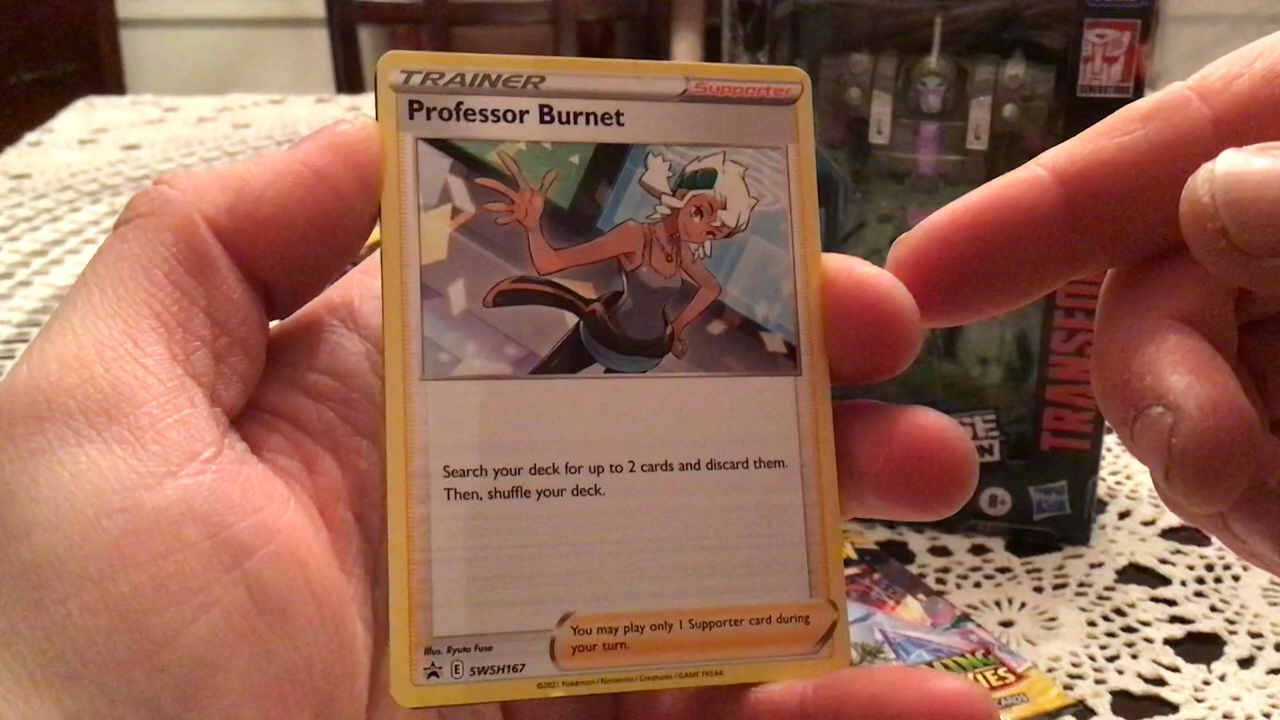 TRAINER
Supporter
Professor Burnet
Search your deck for up to 2 cards and discard them.
Then, shuffle your deck.
You may play only 1 Supporter card during
your turn.
Illus. Ryuta Fuse
E SWSH167
©2021 Pokémon / Nintendo / Creatures / GAME FREAK
GENERATIONS
8+
Hasbro